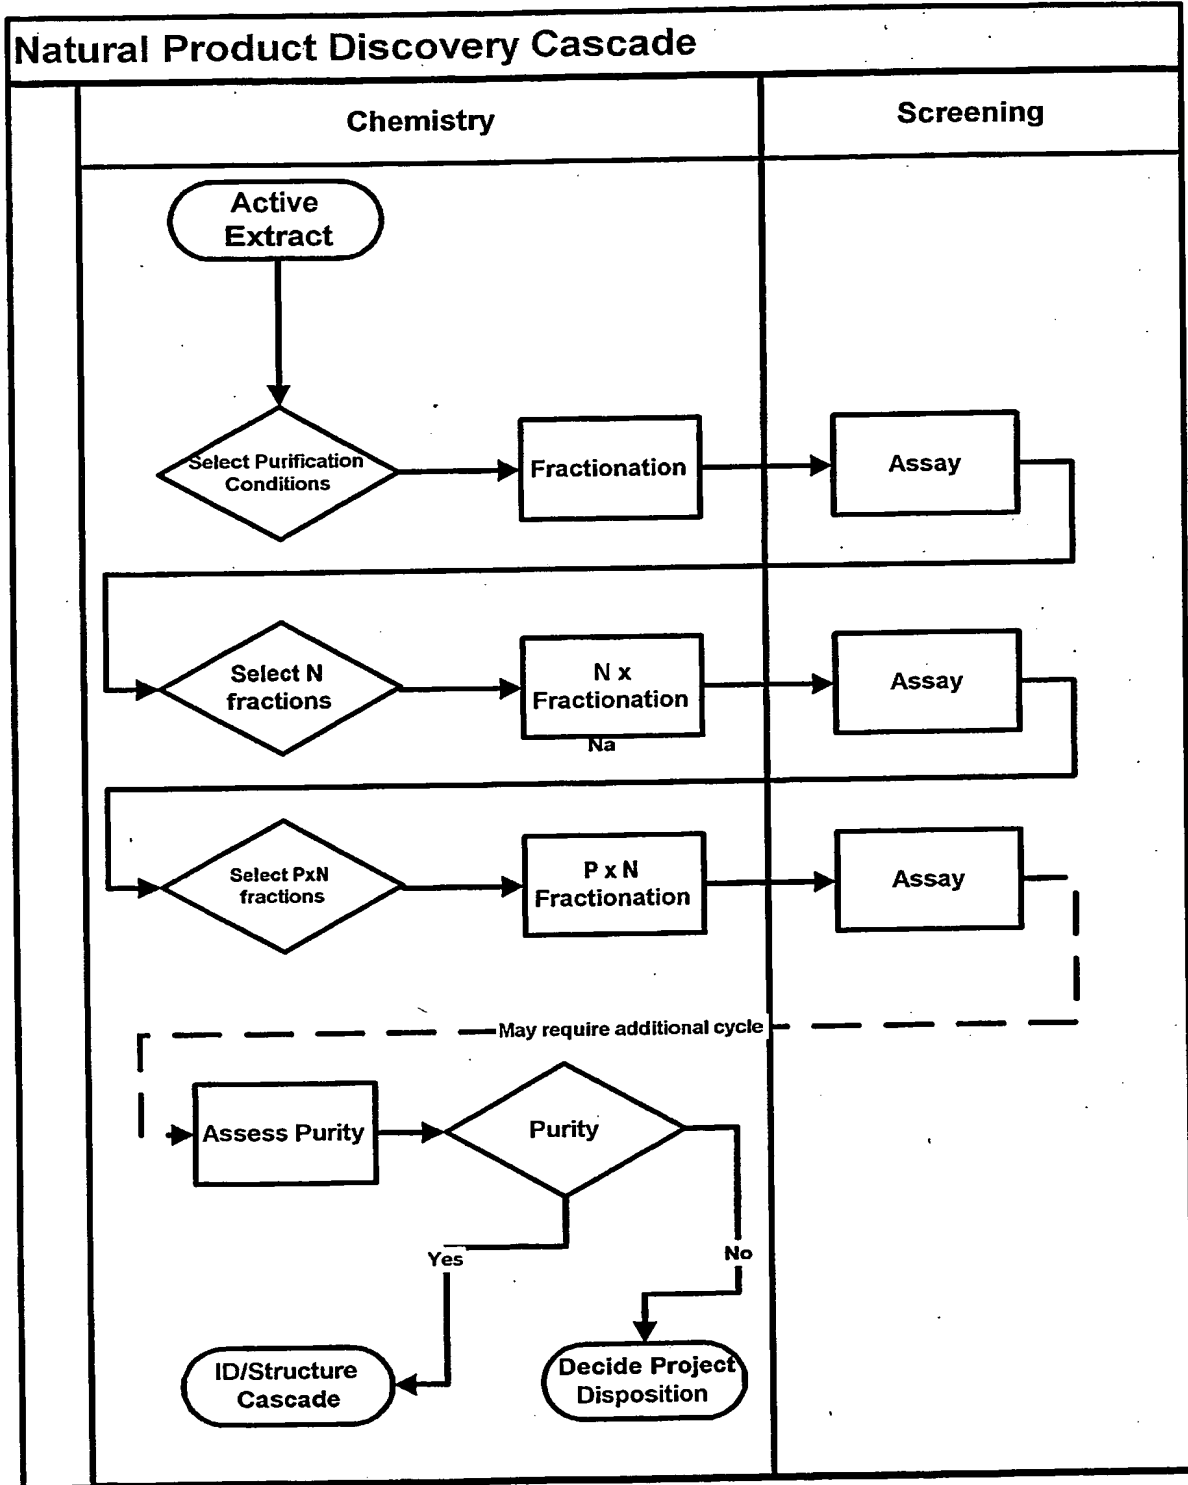 Natural Product Discovery Cascade
Chemistry
Screening
Active
Extract
Select Purification
Conditions
Fractionation
Assay
Select N
fractions
N x
Fractionation
Na
Assay
Select PxN
fractions
P x N
Fractionation
Assay
May require additional cycle
Assess Purity
Purity
Yes
No
ID/Structure
Cascade
Decide Project
Disposition